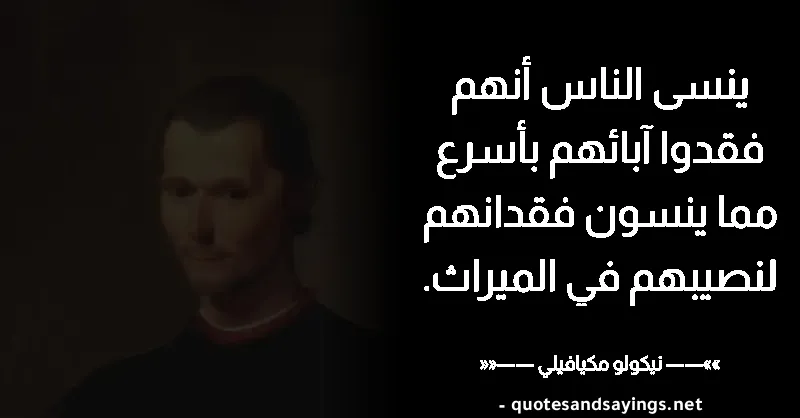 ينسى الناس أنهم
فقدوا آبائهم بأسرع
مما ينسون فقدانهم
لنصيبهم في الميراث.
»»—— نيكولو مكيافيلي ——««
- quotesandsayings.net